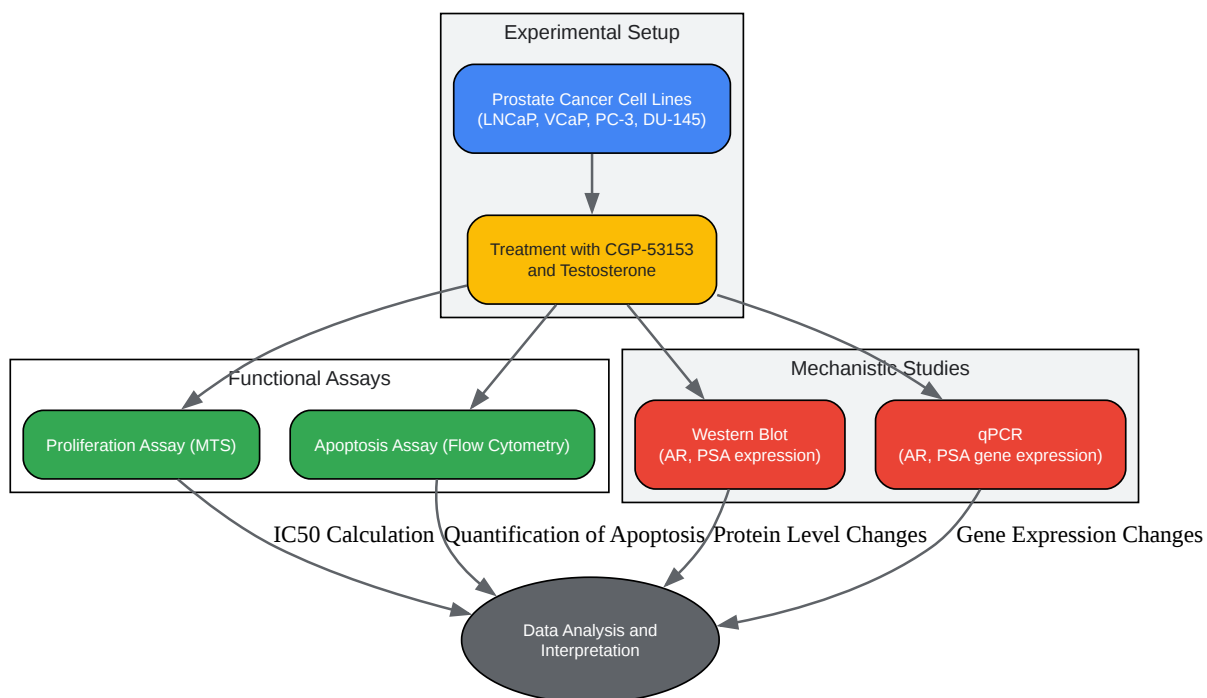 Experimental Setup
Prostate Cancer Cell Lines
(LNCaP, VCaP, PC-3, DU-145)
Treatment with CGP-53153
and Testosterone
Functional Assays
Mechanistic Studies
Proliferation Assay (MTS)
Apoptosis Assay (Flow Cytometry)
Western Blot
(AR, PSA expression)
qPCR
(AR, PSA gene expression)
IC50 Calculation
Quantification of Apoptosis
Protein Level Changes
Gene Expression Changes
Data Analysis and
Interpretation